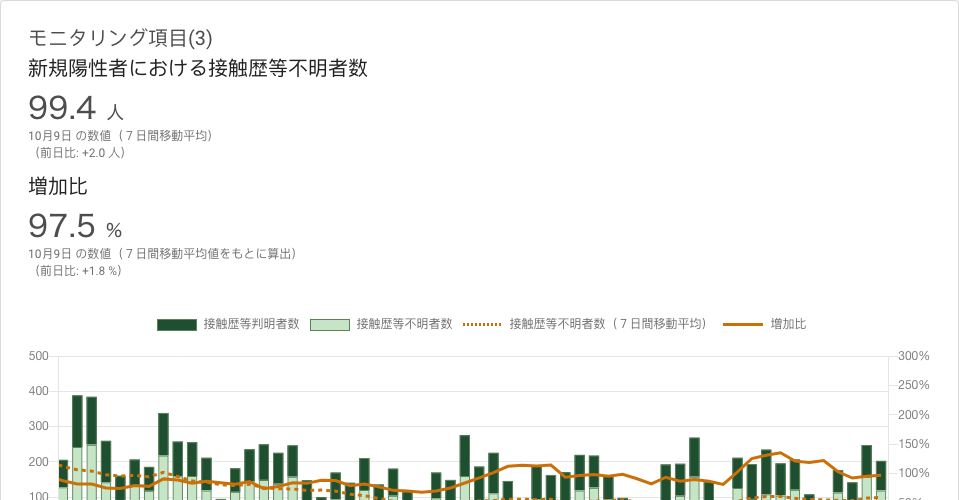 モニタリング項目(3)
新規陽性者における接触歴等不明者数
99.4 人
10月9日 の数値（７日間移動平均）
（前日比: +2.0 人）
増加比
97.5 %
10月9日 の数値（７日間移動平均値をもとに算出）
（前日比: +1.8 %）
接触歴等判明者数 接触歴等不明者数 接触歴等不明者数（７日間移動平均） 増加比
500 300%
250%
400
200%
300
150%
200
100%
100